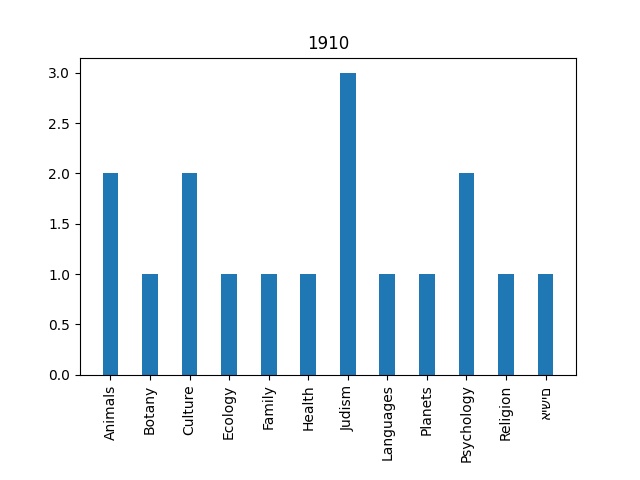 1910
3.0
2.5
2.0
1.5
1.0
0.5
0.0
Animals
Botany
Culture
Ecology
Family
Health
Judism
Languages
Planets
Psychology
Religion
אישים